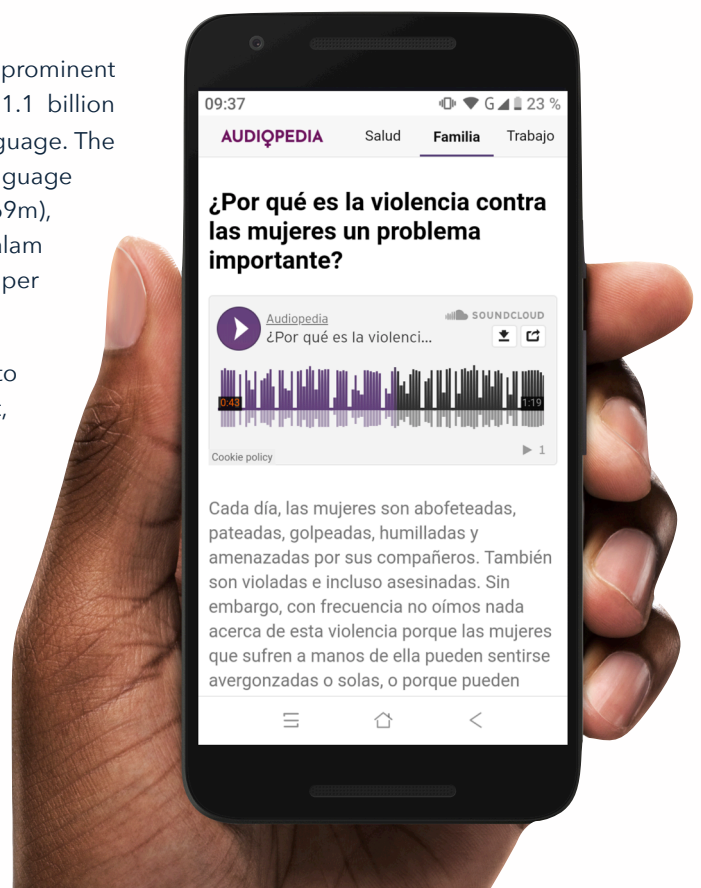 prominent
1.1 billion
guage. The
guage
9m),
lam
per
to
09:37 G 23 %
AUDIOPEDIA Salud Familia Trabajo
¿Por qué es la violencia contra
las mujeres un problema
importante?
Audiopedia SOUNDCLOUD
¿Por qué es la violenci...
0:43 1:19
Cookie policy 1
Cada día, las mujeres son abofeteadas,
pateadas, golpeadas, humilladas y
amenazadas por sus compañeros. También
son violadas e incluso asesinadas. Sin
embargo, con frecuencia no oímos nada
acerca de esta violencia porque las mujeres
que sufren a manos de ella pueden sentirse
avergonzadas o solas, o porque pueden